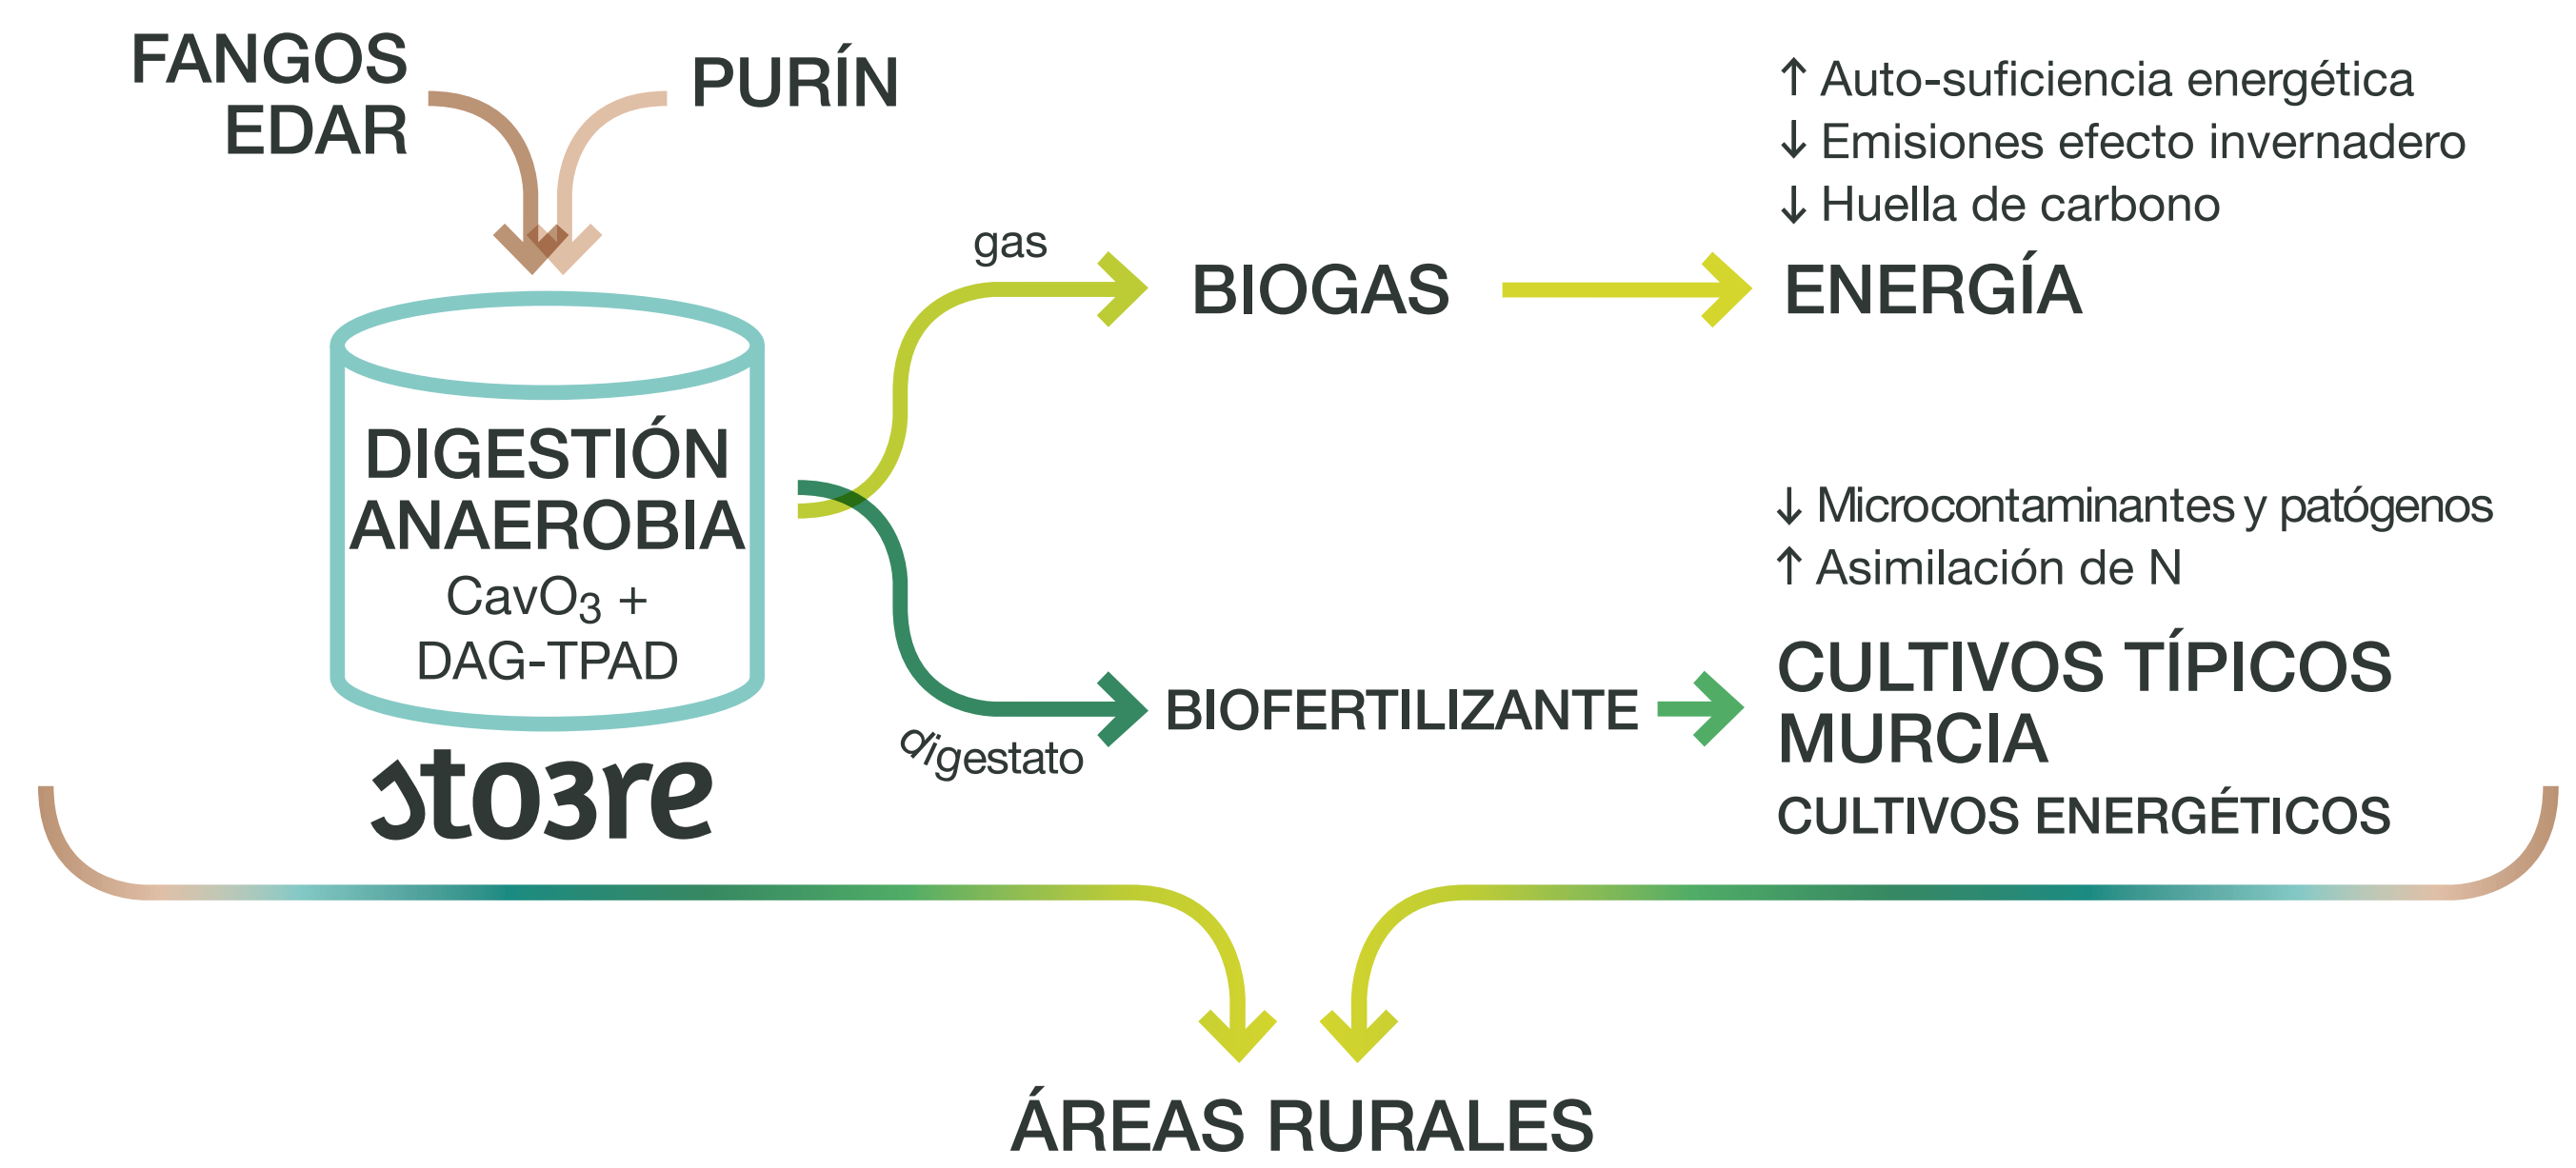 FANGOS
EDAR
PURÍN
DIGESTIÓN
ANAEROBIA
CavO3 +
DAG-TPAD
sto3re
gas
BIOGAS
↑ Auto-suficiencia energética
↓ Emisiones efecto invernadero
↓ Huella de carbono
ENERGÍA
digestato
BIOFERTILIZANTE
↓ Microcontaminantes y patógenos
↑ Asimilación de N
CULTIVOS TÍPICOS
MURCIA
CULTIVOS ENERGÉTICOS
ÁREAS RURALES